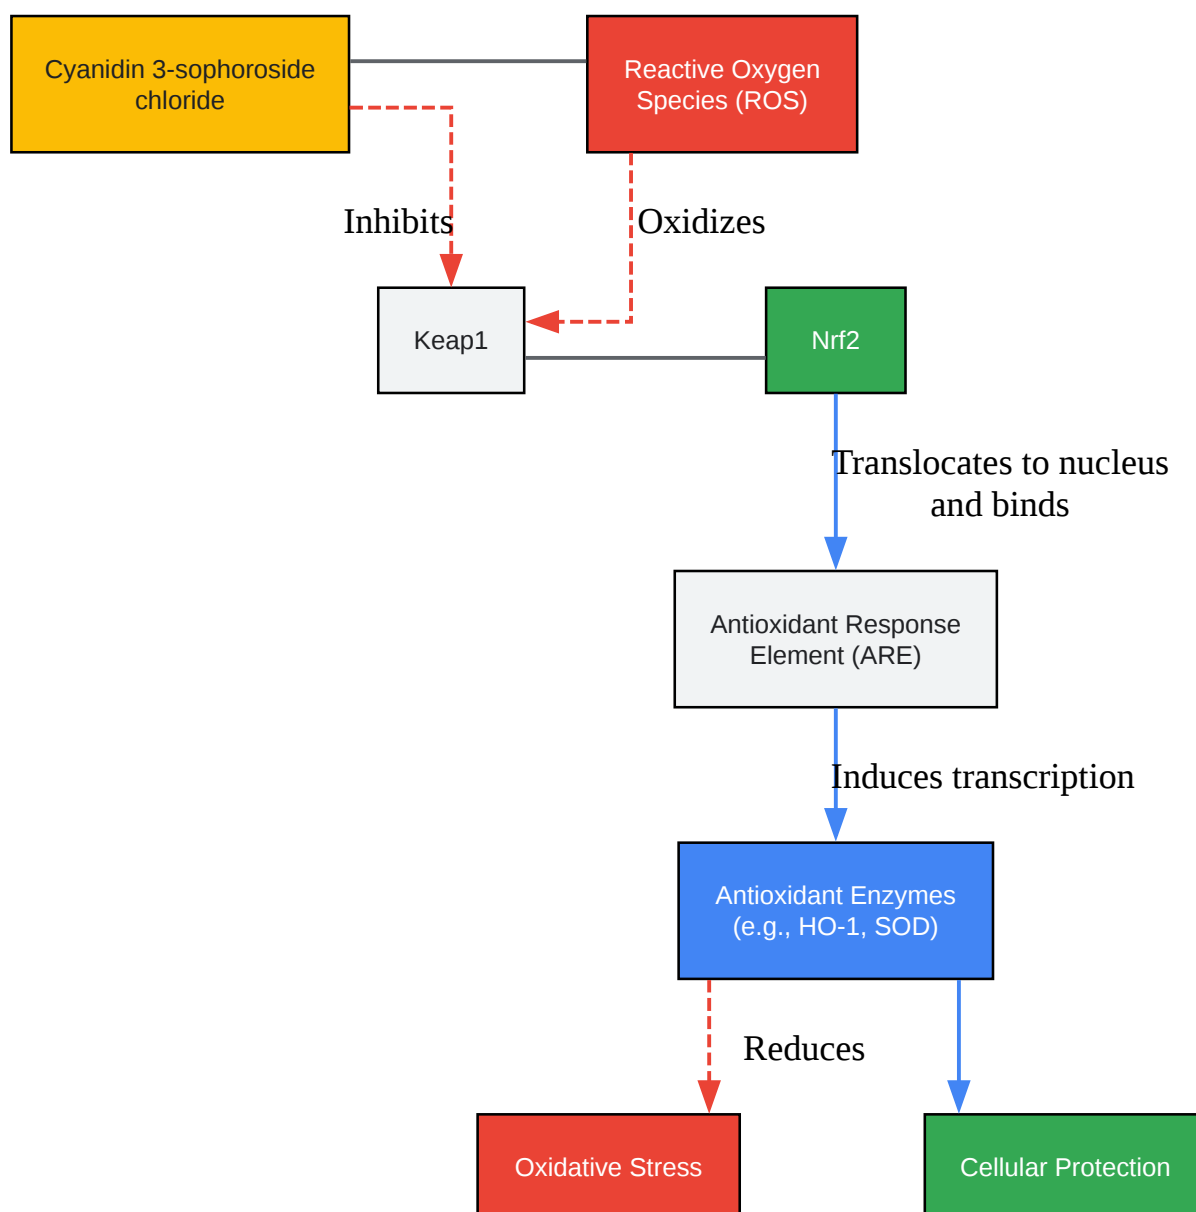 Cyanidin 3-sophoroside
chloride
Reactive Oxygen
Species (ROS)
Inhibits
Oxidizes
Keap1
Nrf2
Translocates to nucleus
and binds
Antioxidant Response
Element (ARE)
Induces transcription
Antioxidant Enzymes
(e.g., HO-1, SOD)
Reduces
Oxidative Stress
Cellular Protection